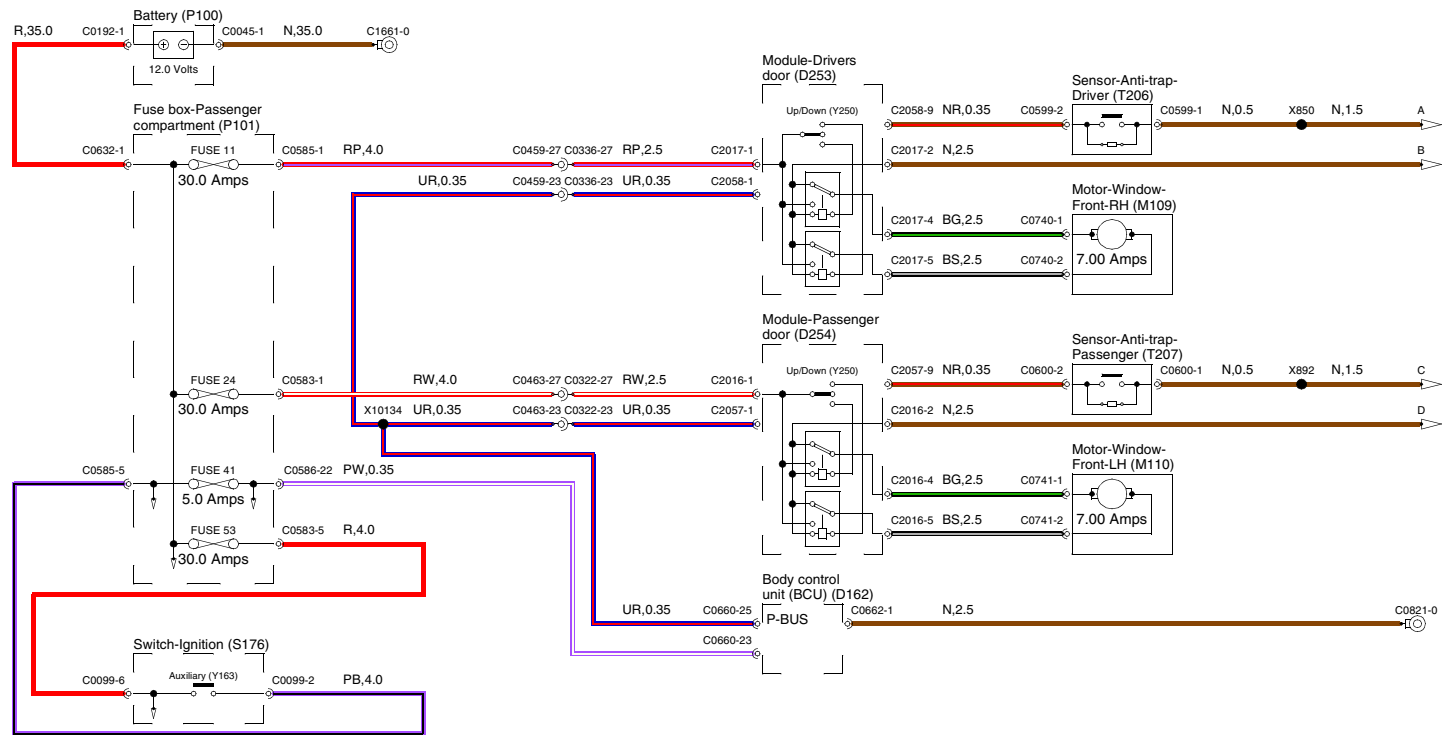 Battery (P100)
R,35.0 C0192-1 C0045-1 N,35.0 C1661-0
12.0 Volts
Module-Drivers
door (D253)
Sensor-Anti-trap-
Driver (T206)
Fuse box-Passenger
compartment (P101)
Up/Down (Y250)
C2058-9 NR,0.35 C0599-2 C0599-1 N,0.5 X850 N,1.5 A
C0632-1 FUSE 11 C0585-1 RP,4.0 C0459-27 C0336-27 RP,2.5 C2017-1 C2017-2 N,2.5 B
30.0 Amps
UR,0.35 C0459-23 C0336-23 UR,0.35 C2058-1
Motor-Window-
Front-RH (M109)
C2017-4 BG,2.5 C0740-1
7.00 Amps
C2017-5 BS,2.5 C0740-2
Module-Passenger
door (D254)
Sensor-Anti-trap-
Passenger (T207)
Up/Down (Y250)
C2057-9 NR,0.35 C0600-2 C0600-1 N,0.5 X892 N,1.5 C
FUSE 24 C0583-1 RW,4.0 C0463-27 C0322-27 RW,2.5 C2016-1
30.0 Amps
X10134 UR,0.35 C0463-23 C0322-23 UR,0.35 C2057-1 C2016-2 N,2.5 D
Motor-Window-
Front-LH (M110)
C0585-5 FUSE 41 C0586-22 PW,0.35
5.0 Amps
C2016-4 BG,2.5 C0741-1
7.00 Amps
C2016-5 BS,2.5 C0741-2
FUSE 53 C0583-5 R,4.0
30.0 Amps
Body control
unit (BCU) (D162)
UR,0.35 C0660-25 P-BUS C0662-1 N,2.5 C0821-0
C0660-23
Switch-Ignition (S176)
C0099-6 Auxiliary (Y163) C0099-2 PB,4.0